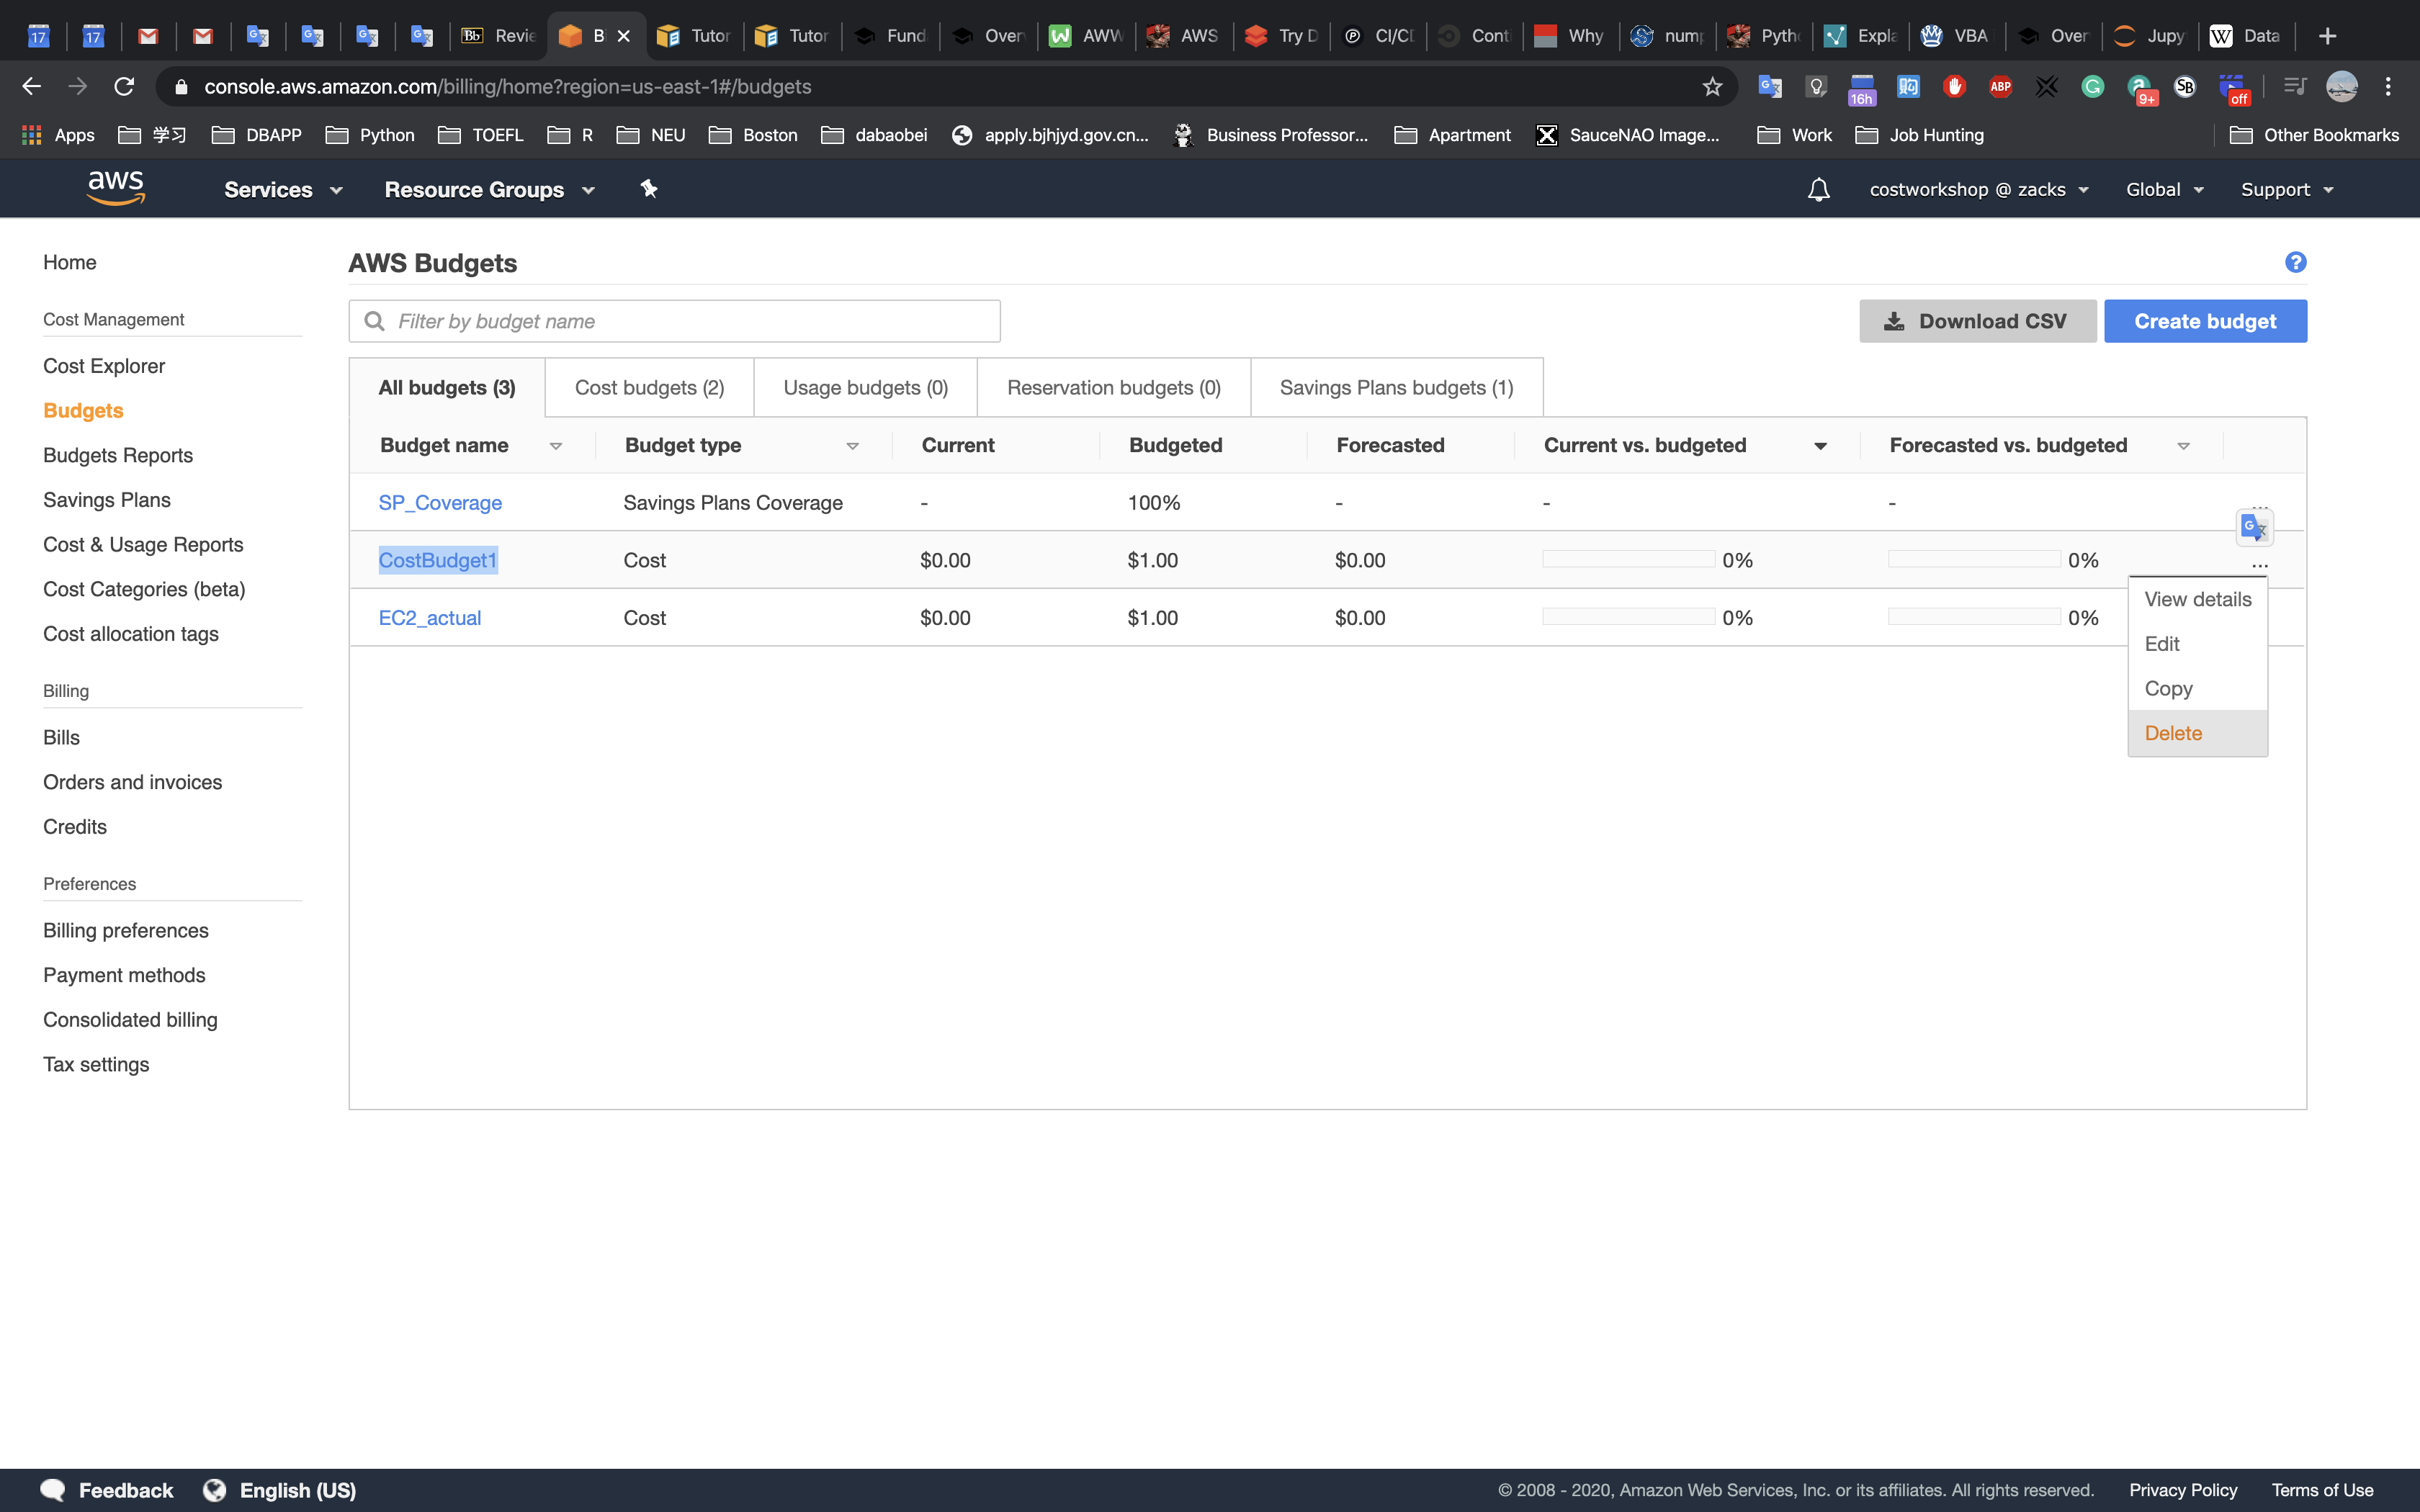 17 17 Bb Revie B Tutor Tutor Fund Over AWW AWS Try D CI/CD Cont Why nump Pytho Expla VBA Over Jupy W Data
console.aws.amazon.com/billing/home?region=us-east-1#/budgets
16h ABP 9+ SB off
Apps 学习 DBAPP Python TOEFL R NEU Boston dabaobei apply.bjhjyd.gov.cn... Business Professor... Apartment SauceNAO Image... Work Job Hunting Other Bookmarks
aws Services Resource Groups costworkshop @ zacks Global Support
Home
Cost Management
Cost Explorer
Budgets
Budgets Reports
Savings Plans
Cost & Usage Reports
Cost Categories (beta)
Cost allocation tags
Billing
Bills
Orders and invoices
Credits
Preferences
Billing preferences
Payment methods
Consolidated billing
Tax settings
AWS Budgets
Filter by budget name
Download CSV Create budget
All budgets (3) Cost budgets (2) Usage budgets (0) Reservation budgets (0) Savings Plans budgets (1)
Budget name Budget type Current Budgeted Forecasted Current vs. budgeted Forecasted vs. budgeted
SP_Coverage Savings Plans Coverage - 100% - - - ...
CostBudget1 Cost $0.00 $1.00 $0.00 0% 0% ...
EC2_actual Cost $0.00 $1.00 $0.00 0% 0%
View details
Edit
Copy
Delete
Feedback English (US) © 2008 - 2020, Amazon Web Services, Inc. or its affiliates. All rights reserved. Privacy Policy Terms of Use